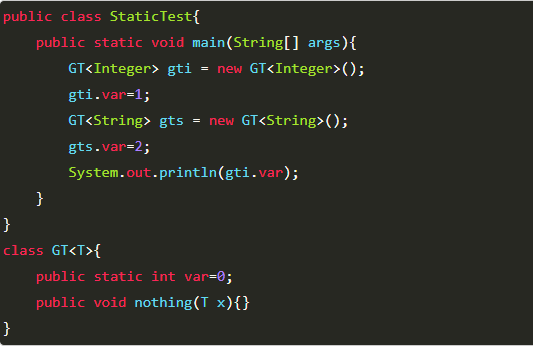 public class StaticTest{
    public static void main(String[] args){
        GT<Integer> gti = new GT<Integer>();
        gti.var=1;
        GT<String> gts = new GT<String>();
        gts.var=2;
        System.out.println(gti.var);
    }
}
class GT<T>{
    public static int var=0;
    public void nothing(T x){}
}